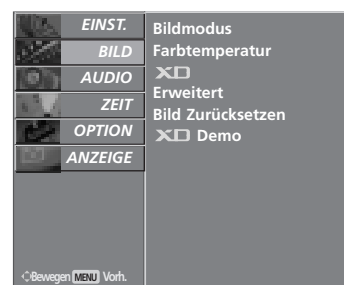 EINST.
BILD
AUDIO
ZEIT
OPTION
ANZEIGE
Bildmodus
Farbtemperatur
XD
Erweitert
Bild Zurücksetzen
XD Demo
Bewegen MENU Vorh.